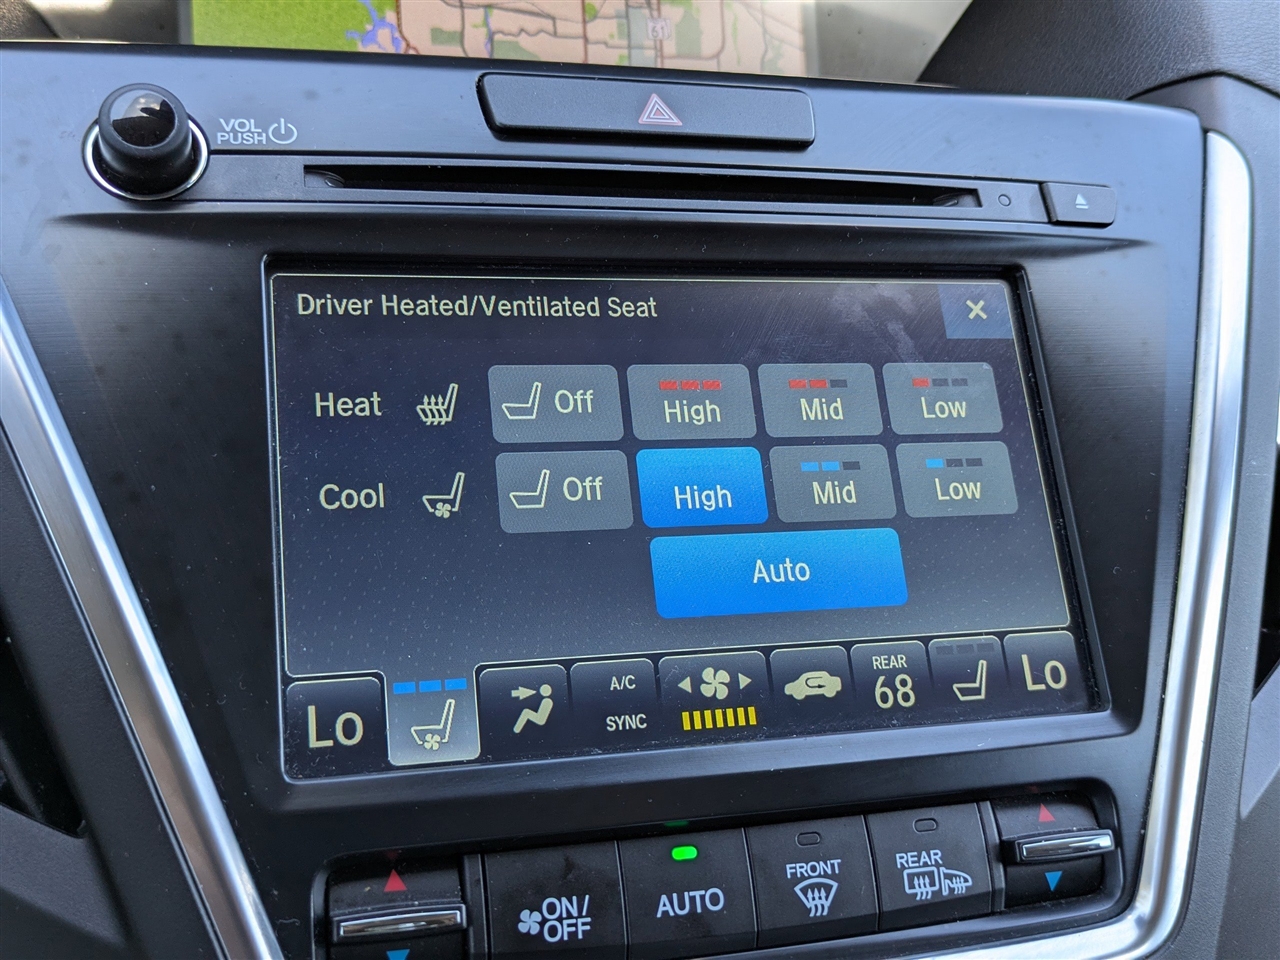 61
VOL
PUSH
Driver Heated/Ventilated Seat
Heat Off High Mid Low
Cool Off High Mid Low
Auto
Lo
A/C
SYNC
REAR
68
Lo
ON/
OFF
AUTO
FRONT
REAR